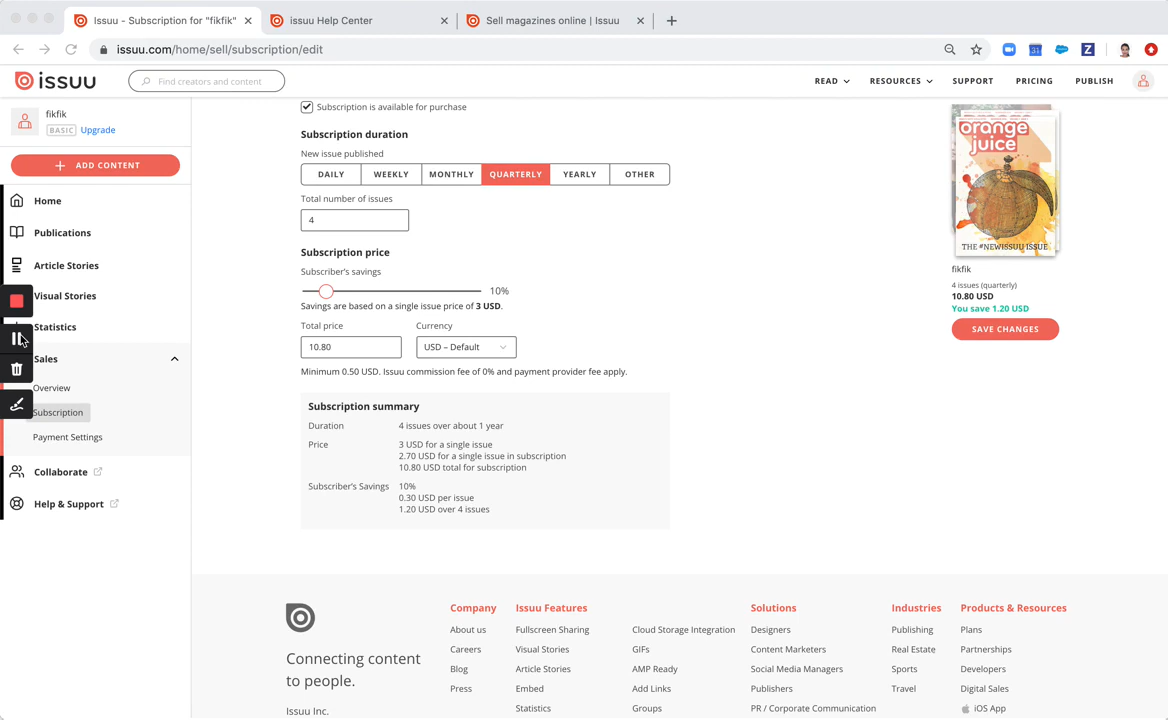 Issuu - Subscription for "fikfik"
issuu Help Center
Sell magazines online | Issuu
issuu.com/home/sell/subscription/edit
issuu
Find creators and content
READ
RESOURCES
SUPPORT
PRICING
PUBLISH
fikfik
BASIC Upgrade
ADD CONTENT
Home
Publications
Article Stories
Visual Stories
Statistics
Sales
Overview
Subscription
Payment Settings
Collaborate
Help & Support
Subscription is available for purchase
Subscription duration
New issue published
DAILY WEEKLY MONTHLY QUARTERLY YEARLY OTHER
Total number of issues
4
Subscription price
Subscriber's savings
10%
Savings are based on a single issue price of 3 USD.
Total price Currency
10.80 USD – Default
Minimum 0.50 USD. Issuu commission fee of 0% and payment provider fee apply.
Subscription summary
Duration 4 issues over about 1 year
Price 3 USD for a single issue
2.70 USD for a single issue in subscription
10.80 USD total for subscription
Subscriber's Savings 10%
0.30 USD per issue
1.20 USD over 4 issues
orange
juice
THE #NEWISSUU ISSUE
fikfik
4 issues (quarterly)
10.80 USD
You save 1.20 USD
SAVE CHANGES
Connecting content
to people.
Issuu Inc.
Company
About us
Careers
Blog
Press
Issuu Features
Fullscreen Sharing
Visual Stories
Article Stories
Embed
Statistics
Cloud Storage Integration
GIFs
AMP Ready
Add Links
Groups
Solutions
Designers
Content Marketers
Social Media Managers
Publishers
PR / Corporate Communication
Industries
Publishing
Real Estate
Sports
Travel
Products & Resources
Plans
Partnerships
Developers
Digital Sales
iOS App